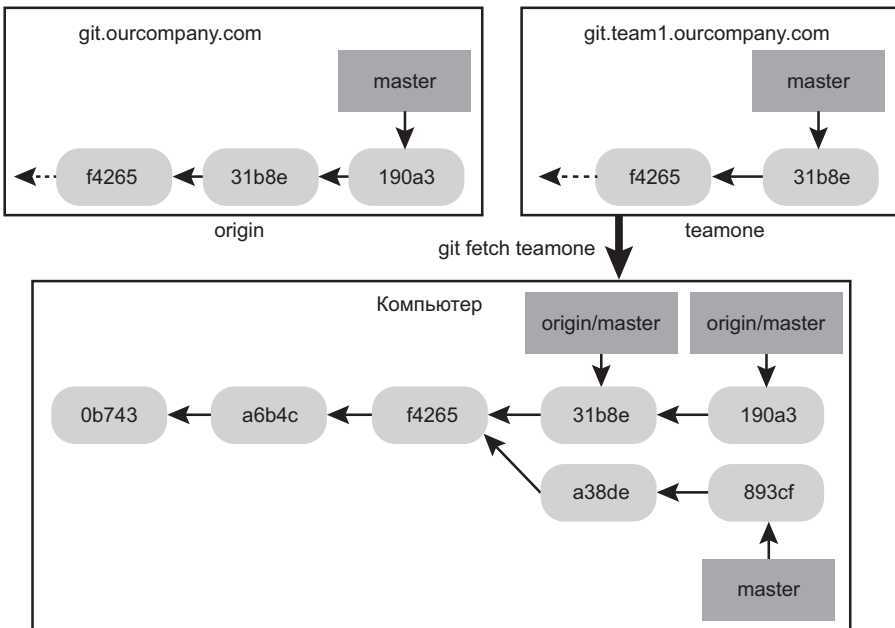 git.ourcompany.com
master
f4265
31b8e
190a3
origin
git.team1.ourcompany.com
master
f4265
31b8e
teamone
git fetch teamone
Компьютер
origin/master
origin/master
0b743
a6b4c
f4265
31b8e
190a3
a38de
893cf
master